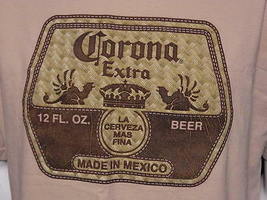 Corona
Extra
12 FL. OZ.
LA
CERVEZA
MAS
FINA
BEER
MADE IN MEXICO